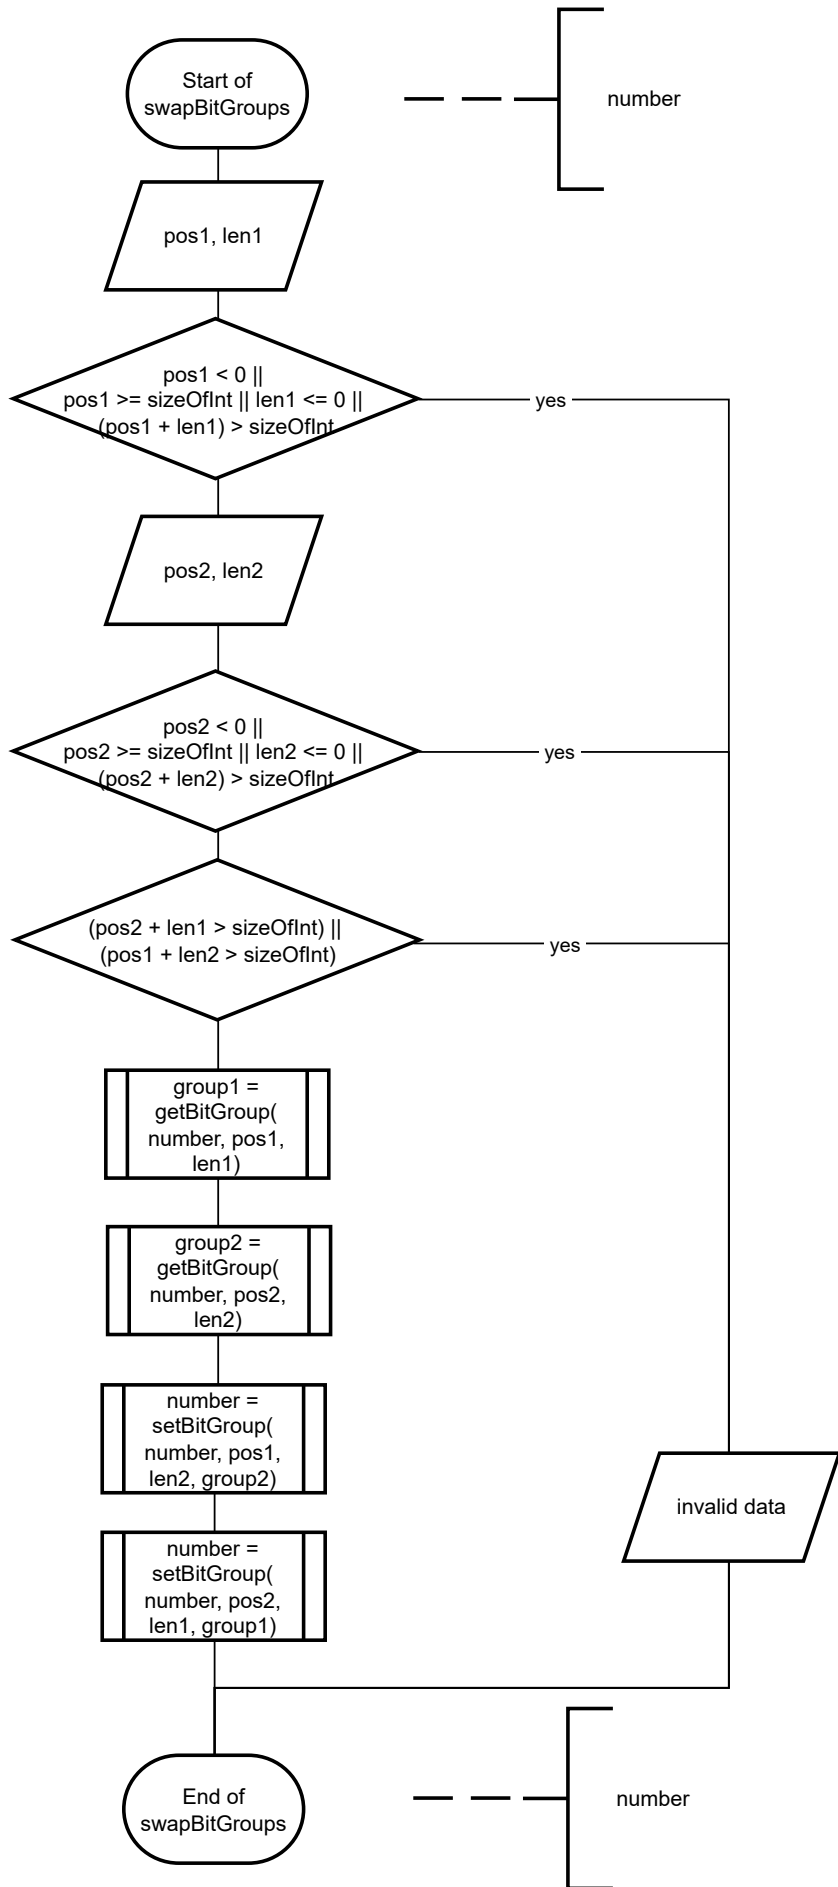 Start of
swapBitGroups
number
pos1, len1
pos1 < 0 ||
pos1 >= sizeOfInt || len1 <= 0 ||
(pos1 + len1) > sizeOfInt
yes
pos2, len2
pos2 < 0 ||
pos2 >= sizeOfInt || len2 <= 0 ||
(pos2 + len2) > sizeOfInt
yes
(pos2 + len1 > sizeOfInt) ||
(pos1 + len2 > sizeOfInt)
yes
group1 =
getBitGroup(
number, pos1,
len1)
group2 =
getBitGroup(
number, pos2,
len2)
number =
setBitGroup(
number, pos1,
len2, group2)
invalid data
number =
setBitGroup(
number, pos2,
len1, group1)
End of
swapBitGroups
number